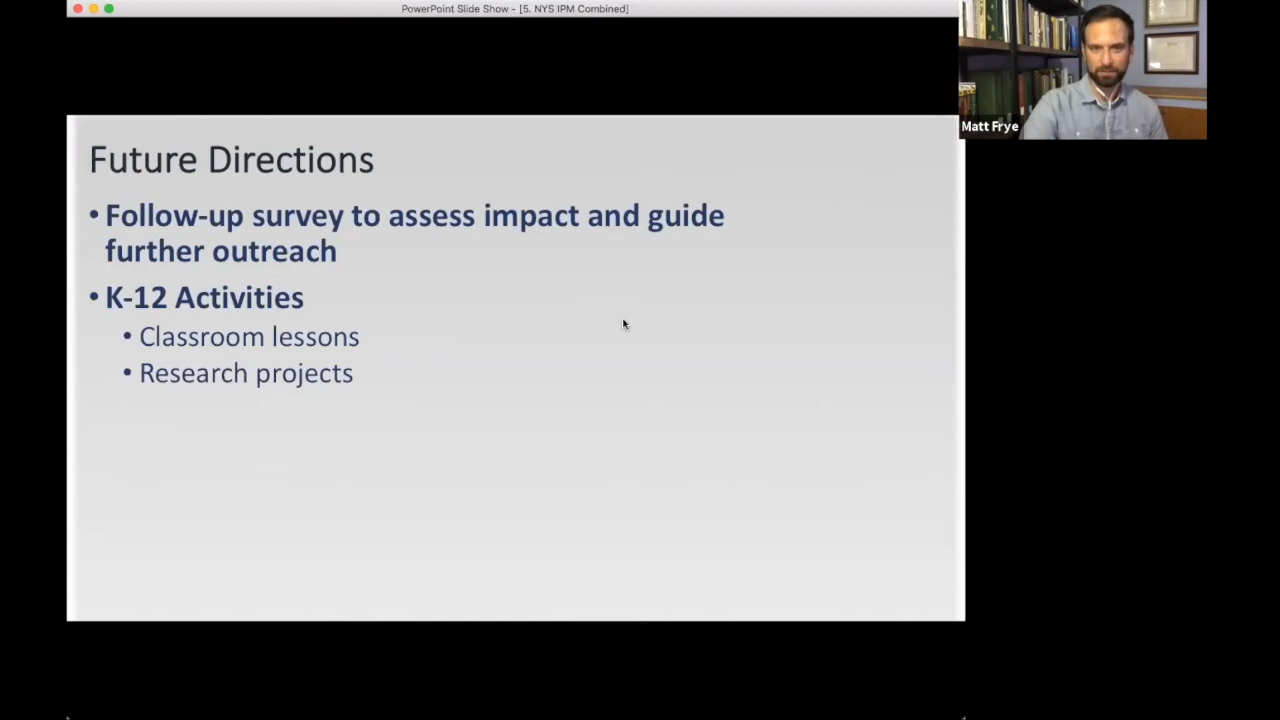 PowerPoint Slide Show - [5. NYS IPM Combined]
Matt Frye
Future Directions
• Follow-up survey to assess impact and guide
further outreach
• K-12 Activities
• Classroom lessons
• Research projects